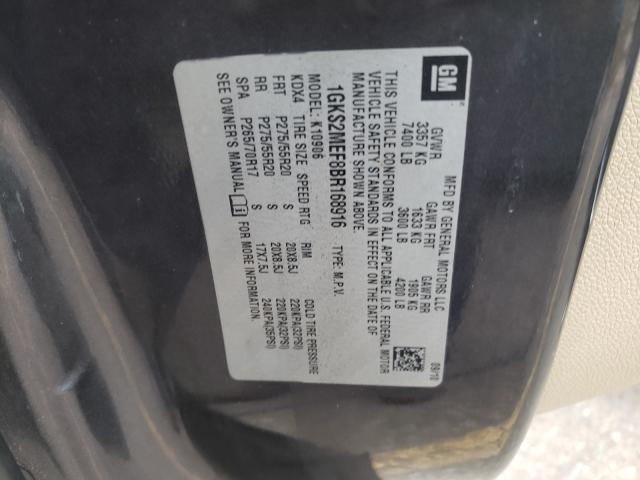 GM
MFD BY GENERAL MOTORS LLC
09/10
GVWR GAWR FRT GAWR RR
3357 KG 1633 KG 1905 KG
7400 LB 3600 LB 4200 LB
THIS VEHICLE CONFORMS TO ALL APPLICABLE U.S. FEDERAL MOTOR
VEHICLE SAFETY STANDARDS IN EFFECT ON THE DATE OF
MANUFACTURE SHOWN ABOVE.
1GKS2MEF8BR168916 TYPE: M.P.V.
MODEL: K10906
KDX4 TIRE SIZE SPEED RTG RIM COLD TIRE PRESSURE
FRT P275/55R20 S 20X8.5J 220KPA(32PSI)
RR P275/55R20 S 20X8.5J 220KPA(32PSI)
SPA P265/70R17 S 17X7.5J 240KPA(35PSI)
SEE OWNER'S MANUAL FOR MORE INFORMATION.